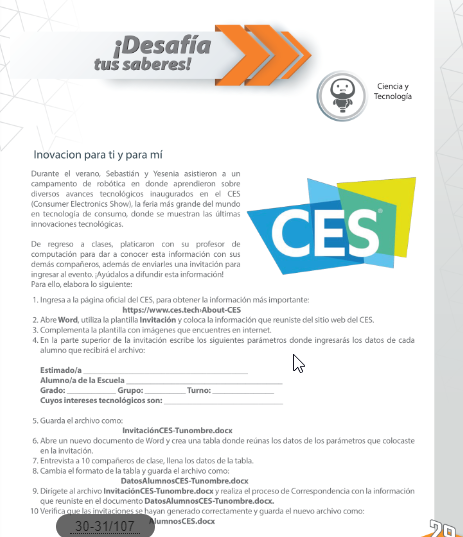 ¡Desafía
tus saberes!
Ciencia y
Tecnología
Inovacion para ti y para mí
Durante el verano, Sebastián y Yesenia asistieron a un
campamento de robótica en donde aprendieron sobre
diversos avances tecnológicos inaugurados en el CES
(Consumer Electronics Show), la feria más grande del mundo
en tecnología de consumo, donde se muestran las últimas
innovaciones tecnológicas.
CES
De regreso a clases, platicaron con su profesor de
computación para dar a conocer esta información con sus
demás compañeros, además de enviarles una invitación para
ingresar al evento. ¡Ayúdalos a difundir esta información!
Para ello, elabora lo siguiente:
1. Ingresa a la página oficial del CES, para obtener la información más importante:
https://www.ces.tech›About-CES
2. Abre Word, utiliza la plantilla Invitación y coloca la información que reuniste del sitio web del CES.
3. Complementa la plantilla con imágenes que encuentres en internet.
4. En la parte superior de la invitación escribe los siguientes parámetros donde ingresarás los datos de cada
alumno que recibirá el archivo:
Estimado/a
Alumno/a de la Escuela
Grado: Grupo: Turno:
Cuyos intereses tecnológicos son:
5. Guarda el archivo como:
InvitaciónCES-Tunombre.docx
6. Abre un nuevo documento de Word y crea una tabla donde reúnas los datos de los parámetros que colocaste
en la invitación.
7. Entrevista a 10 compañeros de clase, llena los datos de la tabla.
8. Cambia el formato de la tabla y guarda el archivo como:
DatosAlumnosCES-Tunombre.docx
9. Dirígete al archivo InvitaciónCES-Tunombre.docx y realiza el proceso de Correspondencia con la información
que reuniste en el documento DatosAlumnosCES-Tunombre.docx.
10 Verifica que las invitaciones se hayan generado correctamente y guarda el nuevo archivo como:
AlumnosCES.docx
30-31/107
29